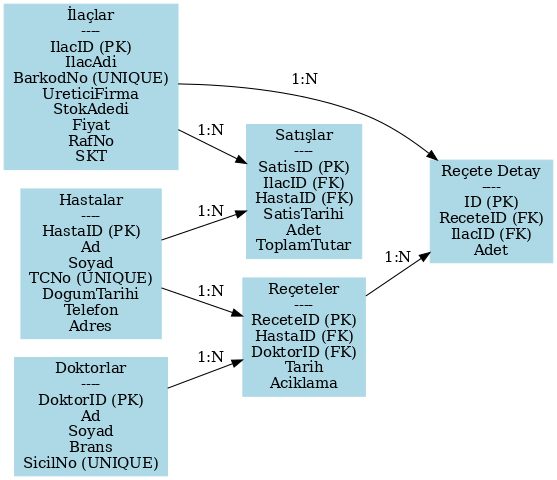 İlaçlar
----
IlacID (PK)
IlacAdi
BarkodNo (UNIQUE)
UreticiFirma
StokAdedi
Fiyat
RafNo
SKT
Hastalar
----
HastaID (PK)
Ad
Soyad
TCNo (UNIQUE)
DogumTarihi
Telefon
Adres
Doktorlar
----
DoktorID (PK)
Ad
Soyad
Brans
SicilNo (UNIQUE)
1:N
1:N
1:N
1:N
1:N
Satışlar
----
SatisID (PK)
IlacID (FK)
HastaID (FK)
SatisTarihi
Adet
ToplamTutar
Reçeteler
----
ReceteID (PK)
HastaID (FK)
DoktorID (FK)
Tarih
Aciklama
1:N
Reçete Detay
----
ID (PK)
ReceteID (FK)
IlacID (FK)
Adet